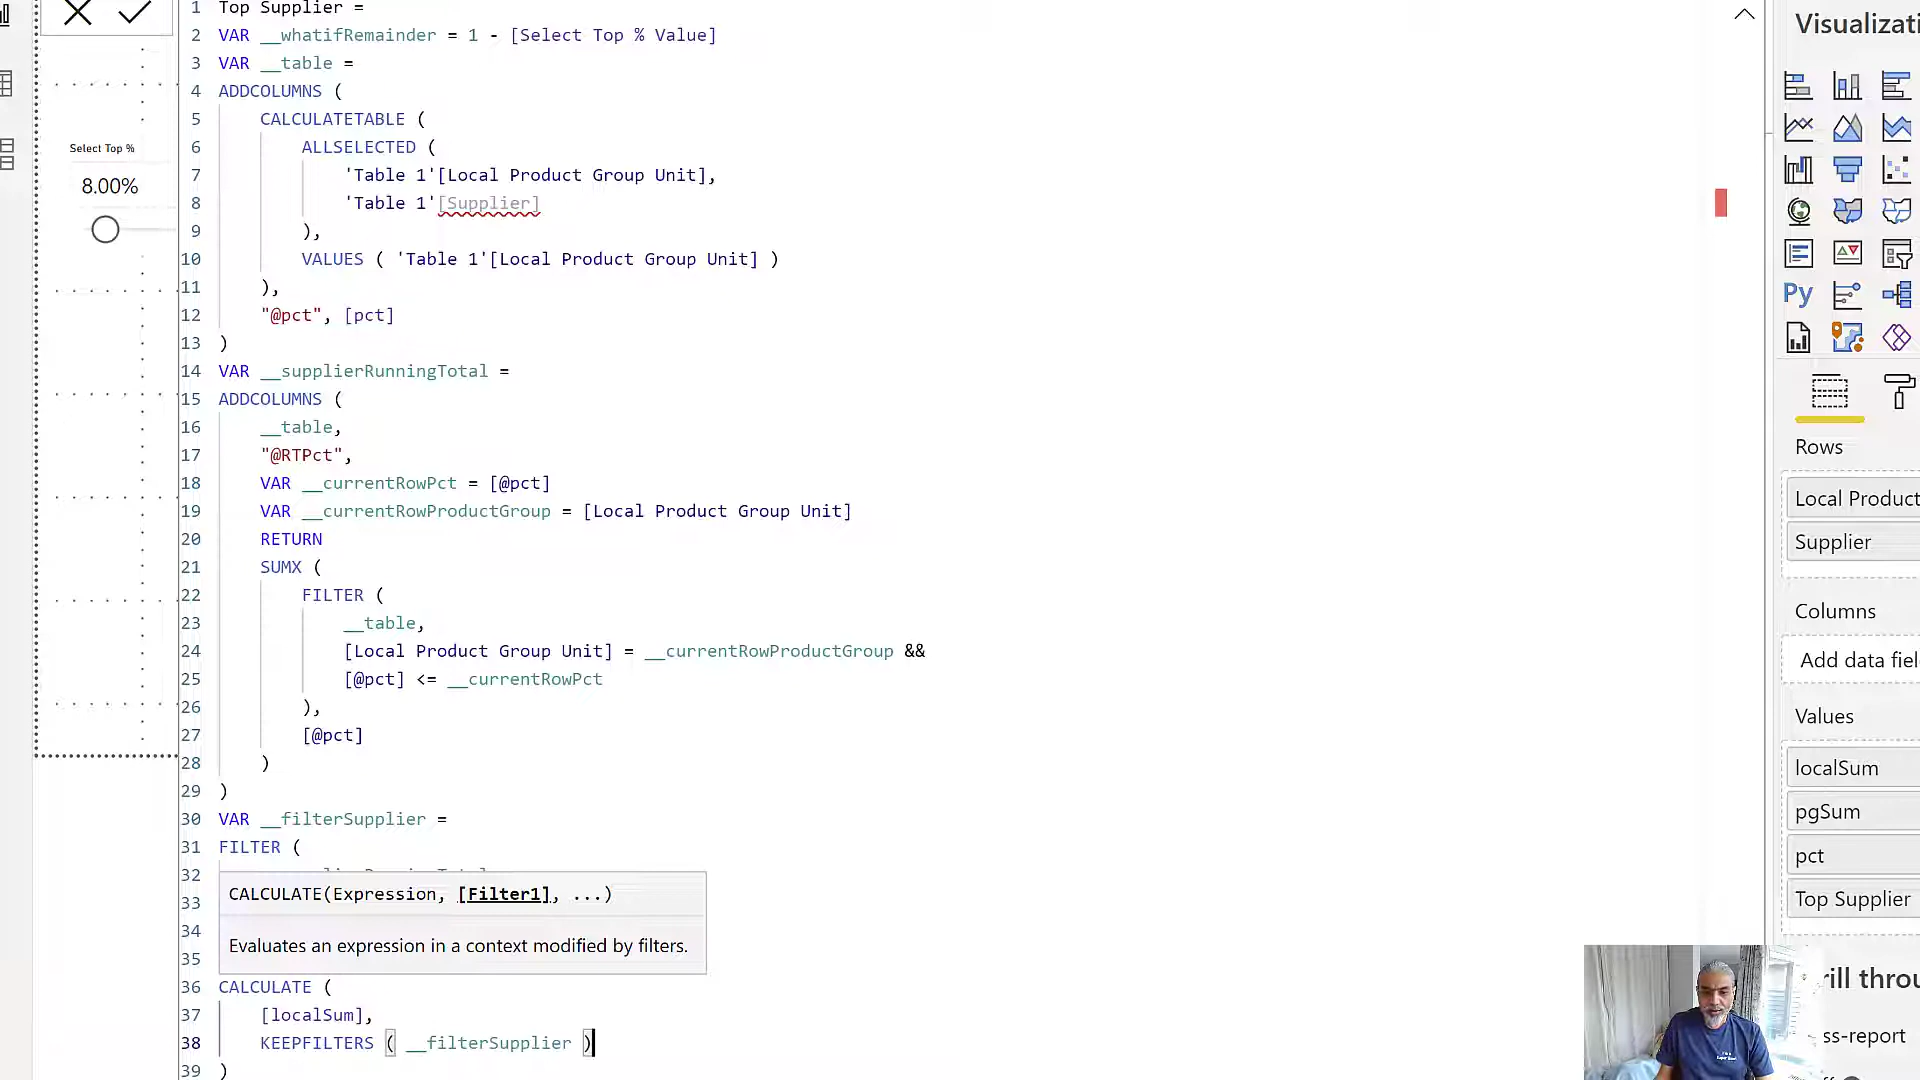 1 Top Supplier =
2 VAR __whatifRemainder = 1 - [Select Top % Value]
3 VAR __table =
4 ADDCOLUMNS (
5 CALCULATETABLE (
6 ALLSELECTED (
7 'Table 1'[Local Product Group Unit],
8 'Table 1'[Supplier]
9 ),
10 VALUES ( 'Table 1'[Local Product Group Unit] )
11 ),
12 "@pct", [pct]
13 )
14 VAR __supplierRunningTotal =
15 ADDCOLUMNS (
16 __table,
17 "@RTPct",
18 VAR __currentRowPct = [@pct]
19 VAR __currentRowProductGroup = [Local Product Group Unit]
20 RETURN
21 SUMX (
22 FILTER (
23 __table,
24 [Local Product Group Unit] = __currentRowProductGroup &&
25 [@pct] <= __currentRowPct
26 ),
27 [@pct]
28 )
29 )
30 VAR __filterSupplier =
31 FILTER (
32
33
34
35
CALCULATE(Expression, [Filter1], ...)
Evaluates an expression in a context modified by filters.
36 CALCULATE (
37 [localSum],
38 KEEPFILTERS ( __filterSupplier )
39 )
Select Top %
8.00%
Visualizati
Py
Rows
Local Product
Supplier
Columns
Add data fiel
Values
localSum
pgSum
pct
Top Supplier
rill throu
ss-report